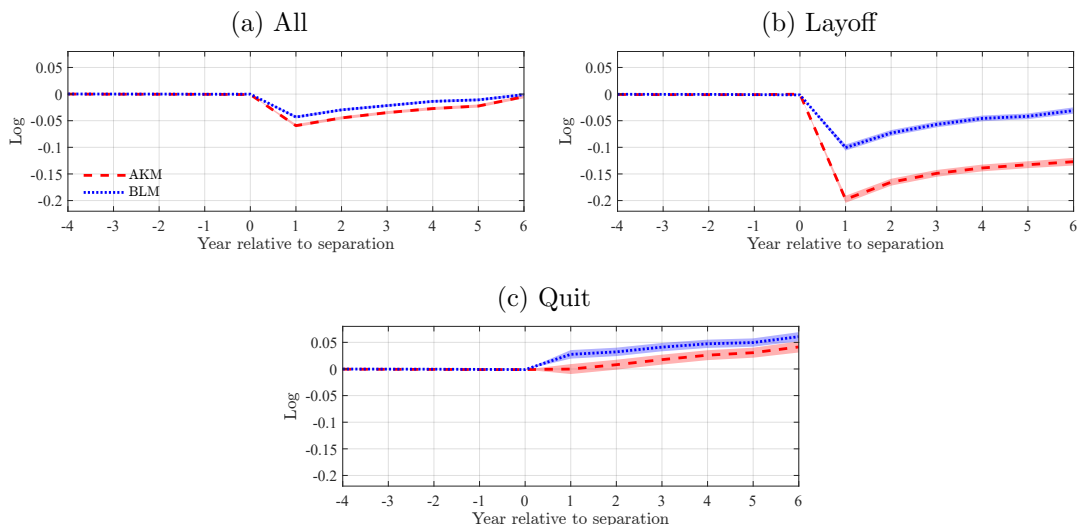 (a) All
0.05
0
-0.05
-0.1
-0.15
-0.2
Log
AKM
BLM
-4 -3 -2 -1 0 1 2 3 4 5 6
Year relative to separation
(b) Layoff
0.05
0
-0.05
-0.1
-0.15
-0.2
Log
-4 -3 -2 -1 0 1 2 3 4 5 6
Year relative to separation
(c) Quit
0.05
0
-0.05
-0.1
-0.15
-0.2
Log
-4 -3 -2 -1 0 1 2 3 4 5 6
Year relative to separation